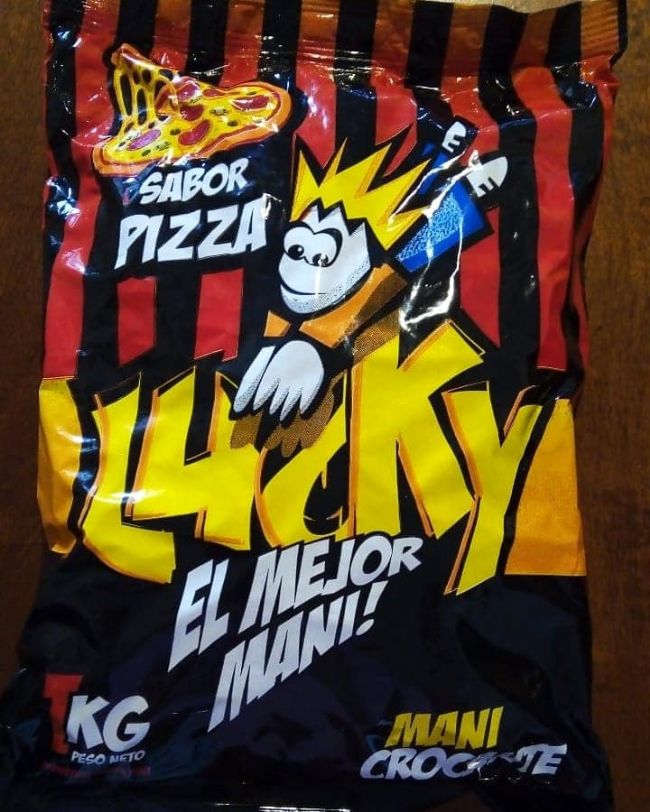 SABOR
PIZZA
LUCKY
EL MEJOR
MANI!
1KG
PESO NETO
MANI